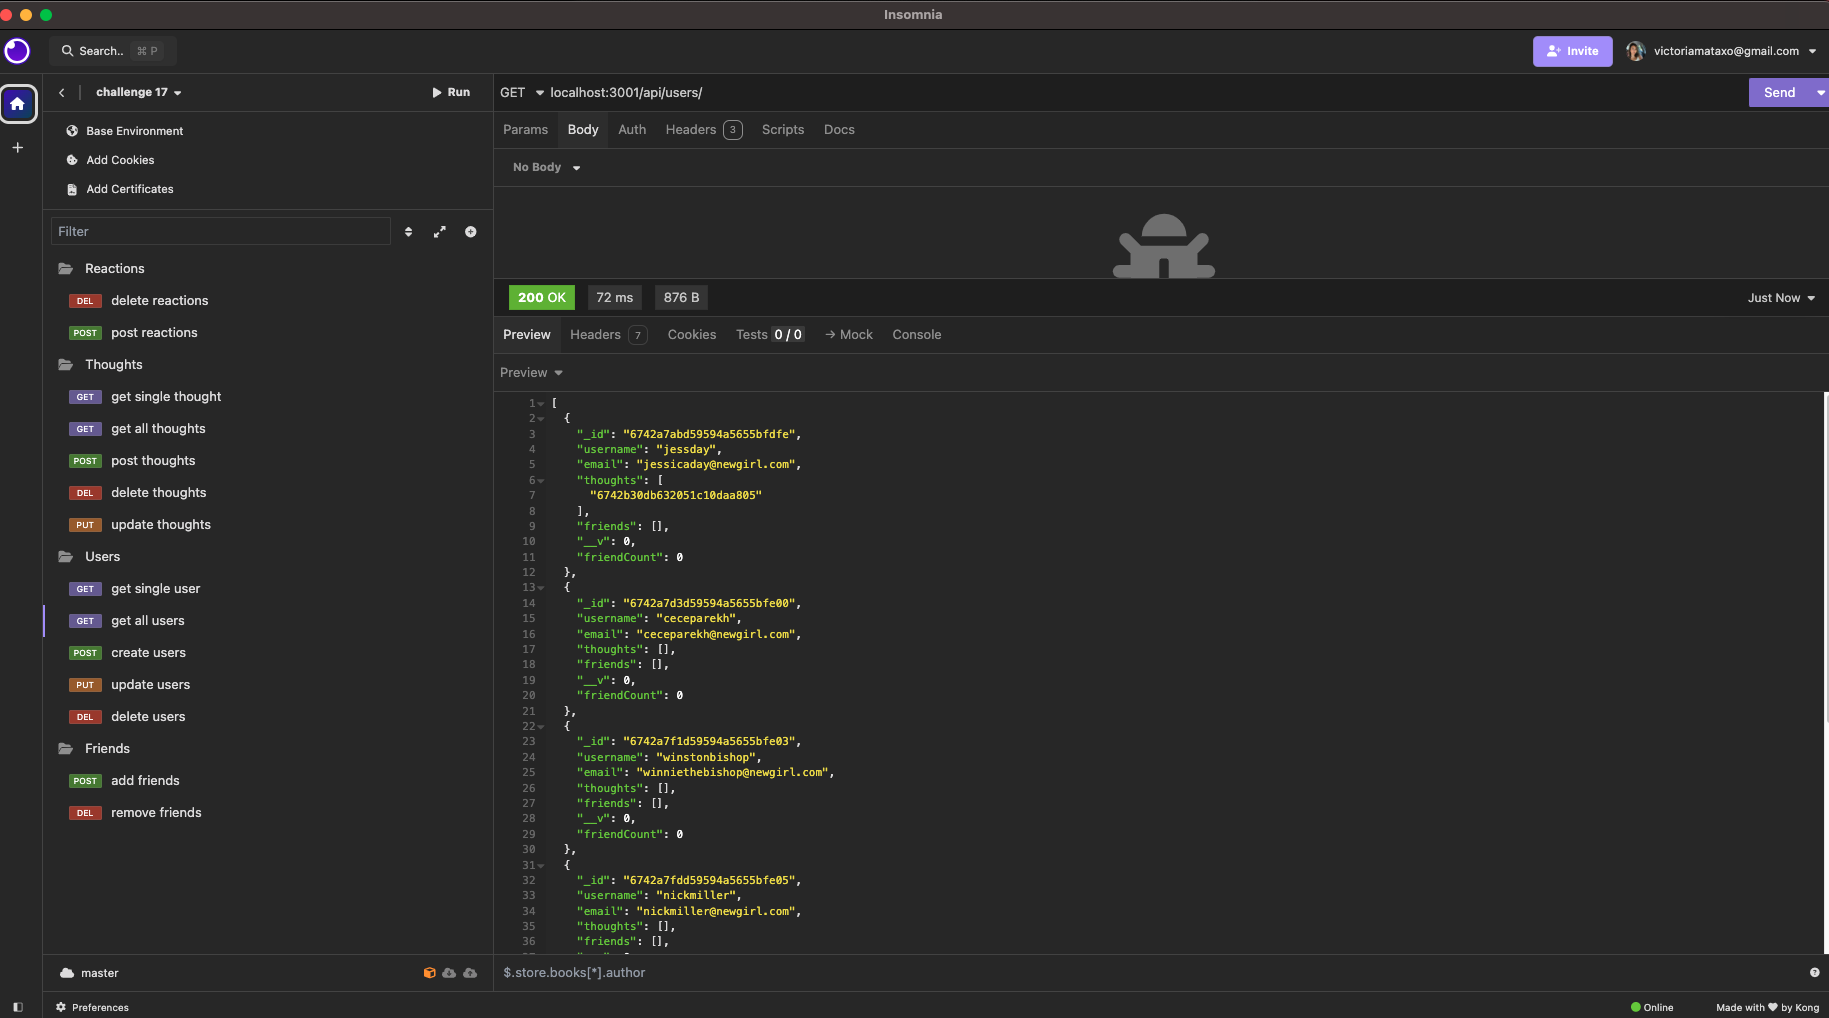 Insomnia
Search.. ⌘ P
Invite
victoriamataxo@gmail.com
challenge 17
Run
GET localhost:3001/api/users/
Send
Base Environment
Add Cookies
Add Certificates
Params Body Auth Headers 3 Scripts Docs
No Body
Filter
Reactions
DEL delete reactions
POST post reactions
Thoughts
GET get single thought
GET get all thoughts
POST post thoughts
DEL delete thoughts
PUT update thoughts
Users
GET get single user
GET get all users
POST create users
PUT update users
DEL delete users
Friends
POST add friends
DEL remove friends
200 OK 72 ms 876 B Just Now
Preview Headers 7 Cookies Tests 0 / 0 → Mock Console
Preview
1 [
2 {
3 "_id": "6742a7abd59594a5655bfdfe",
4 "username": "jessday",
5 "email": "jessicaday@newgirl.com",
6 "thoughts": [
7 "6742b30db632051c10daa805"
8 ],
9 "friends": [],
10 "__v": 0,
11 "friendCount": 0
12 },
13 {
14 "_id": "6742a7d3d59594a5655bfe00",
15 "username": "ceceparekh",
16 "email": "ceceparekh@newgirl.com",
17 "thoughts": [],
18 "friends": [],
19 "__v": 0,
20 "friendCount": 0
21 },
22 {
23 "_id": "6742a7f1d59594a5655bfe03",
24 "username": "winstonbishop",
25 "email": "winniethebishop@newgirl.com",
26 "thoughts": [],
27 "friends": [],
28 "__v": 0,
29 "friendCount": 0
30 },
31 {
32 "_id": "6742a7fdd59594a5655bfe05",
33 "username": "nickmiller",
34 "email": "nickmiller@newgirl.com",
35 "thoughts": [],
36 "friends": [],
master
$.store.books[*].author
Preferences
Online
Made with ♥ by Kong